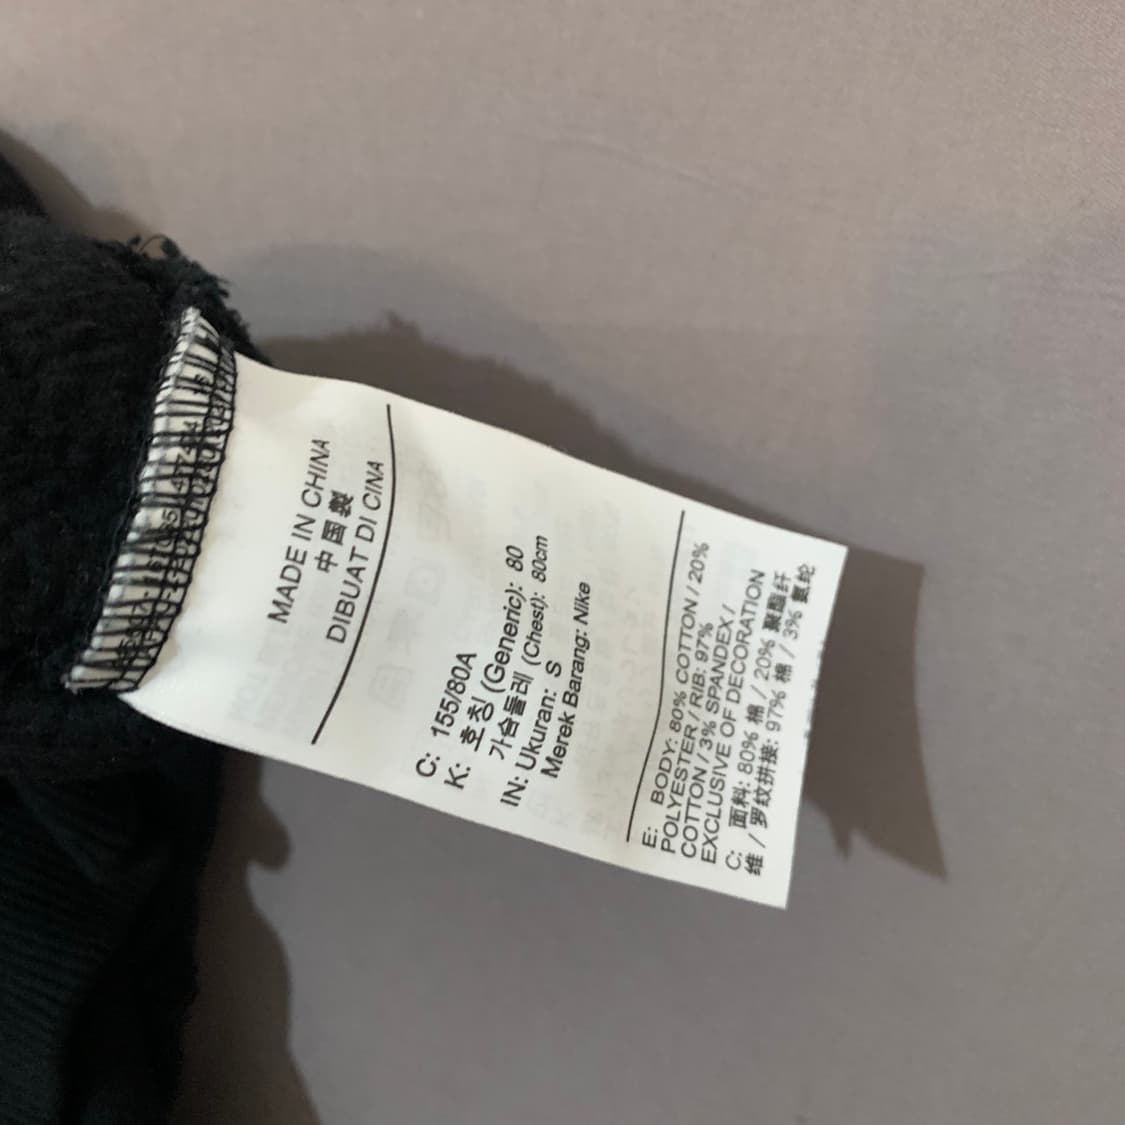 MADE IN CHINA
中国製
DIBUAT DI CINA
C: 155/80A
K: 호칭 (Generic): 80
가슴둘레 (Chest): 80cm
IN: Ukuran: S
Merek Barang: Nike
E: BODY: 80% COTTON / 20%
POLYESTER / RIB: 97%
COTTON / 3% SPANDEX /
EXCLUSIVE OF DECORATION
C: 面料: 80% 棉 / 20% 聚酯纤
维 / 罗纹拼接: 97% 棉 / 3% 氨纶